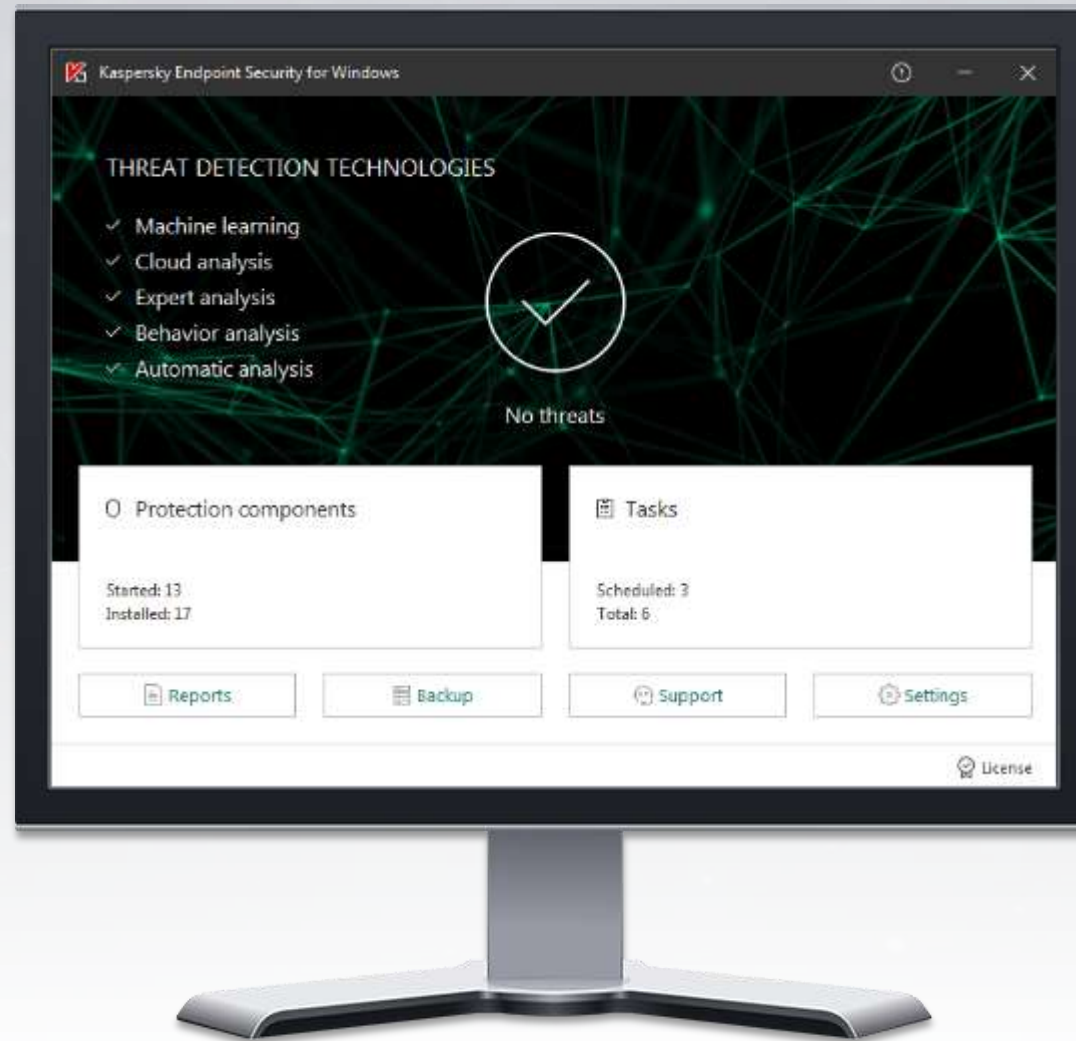 Kaspersky Endpoint Security for Windows
THREAT DETECTION TECHNOLOGIES
Machine learning
Cloud analysis
Expert analysis
Behavior analysis
Automatic analysis
No threats
Protection components
Started: 13
Installed: 17
Tasks
Scheduled: 3
Total: 6
Reports
Backup
Support
Settings
License